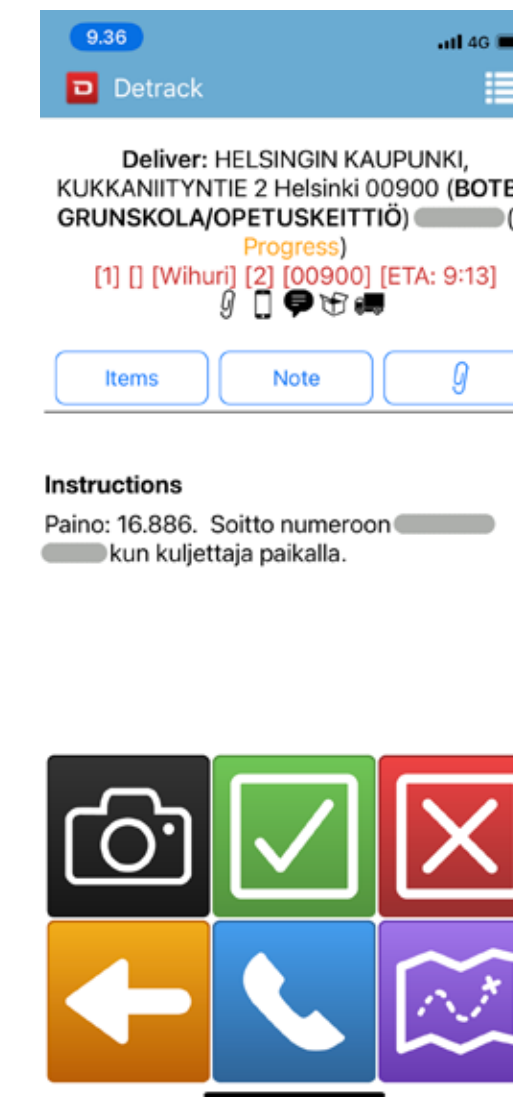 9.36
4G
Detrack
Deliver: HELSINGIN KAUPUNKI,
KUKKANIITYNTIE 2 Helsinki 00900 (BOTE
GRUNSKOLA/OPETUSKEITTIÖ) (
Progress)
[1] [] [Wihuri] [2] [00900] [ETA: 9:13]
Items
Note
Instructions
Paino: 16.886. Soitto numeroon
kun kuljettaja paikalla.